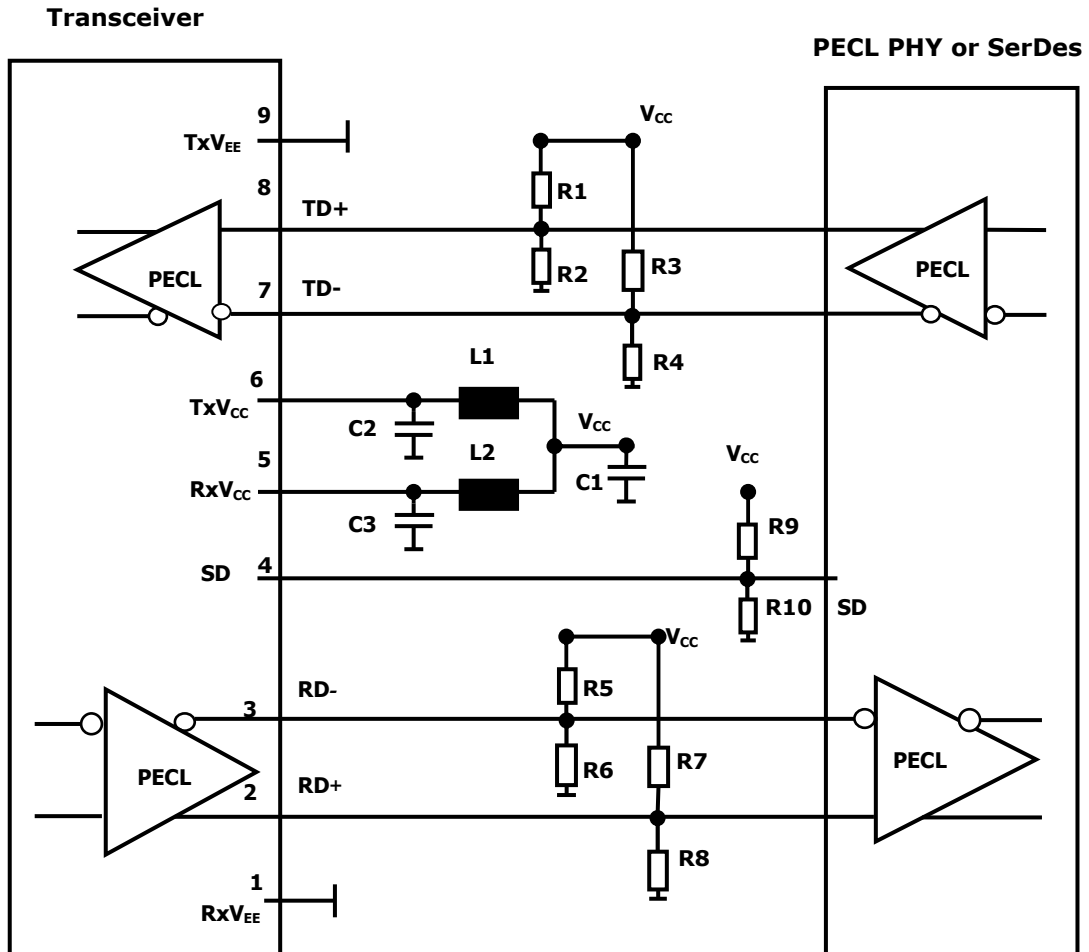 Transceiver
PECL PHY or SerDes
9
TxVEE
VCC
8
TD+
R1
PECL
R2
R3
PECL
7
TD-
R4
L1
6
TxVCC
C2
VCC
L2
5
RxVCC
C1
C3
VCC
R9
SD
4
R10
SD
VCC
RD-
3
R5
PECL
R6
R7
PECL
2
RD+
R8
1
RxVEE